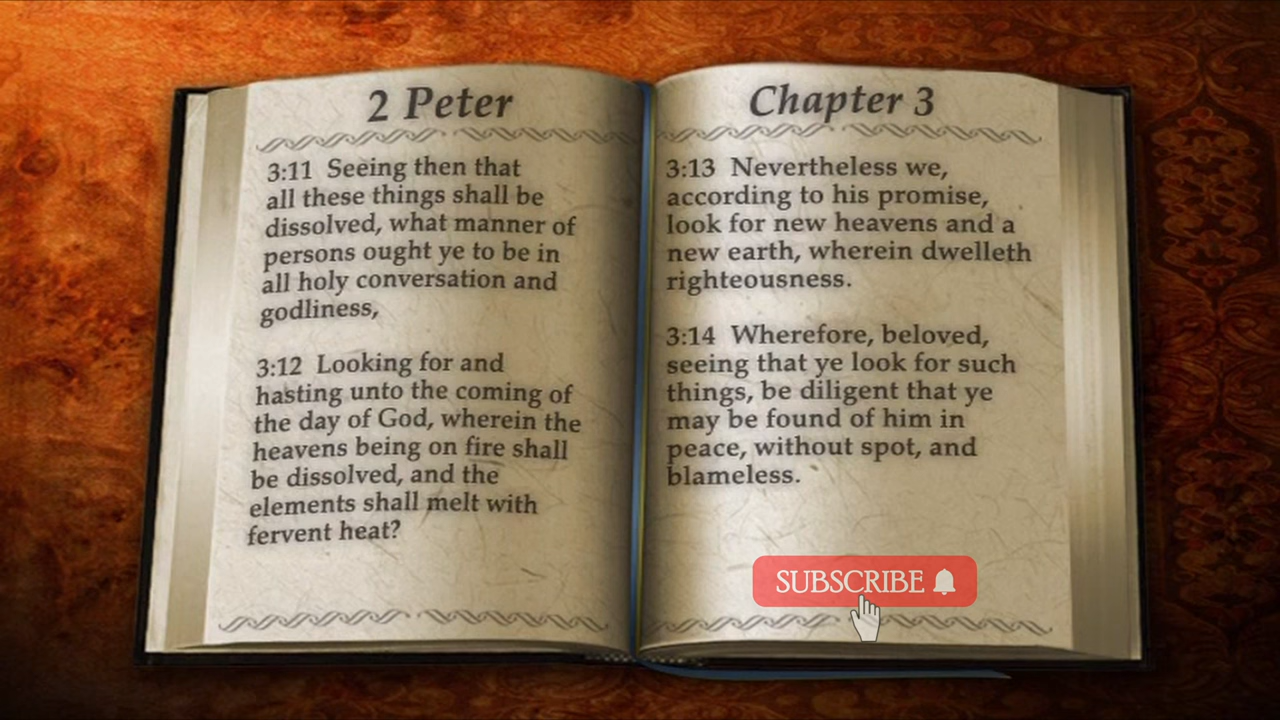 2 Peter
3:11 Seeing then that
all these things shall be
dissolved, what manner of
persons ought ye to be in
all holy conversation and
godliness,
3:12 Looking for and
hasting unto the coming of
the day of God, wherein the
heavens being on fire shall
be dissolved, and the
elements shall melt with
fervent heat?
Chapter 3
3:13 Nevertheless we,
according to his promise,
look for new heavens and a
new earth, wherein dwelleth
righteousness.
3:14 Wherefore, beloved,
seeing that ye look for such
things, be diligent that ye
may be found of him in
peace, without spot, and
blameless.
SUBSCRIBE